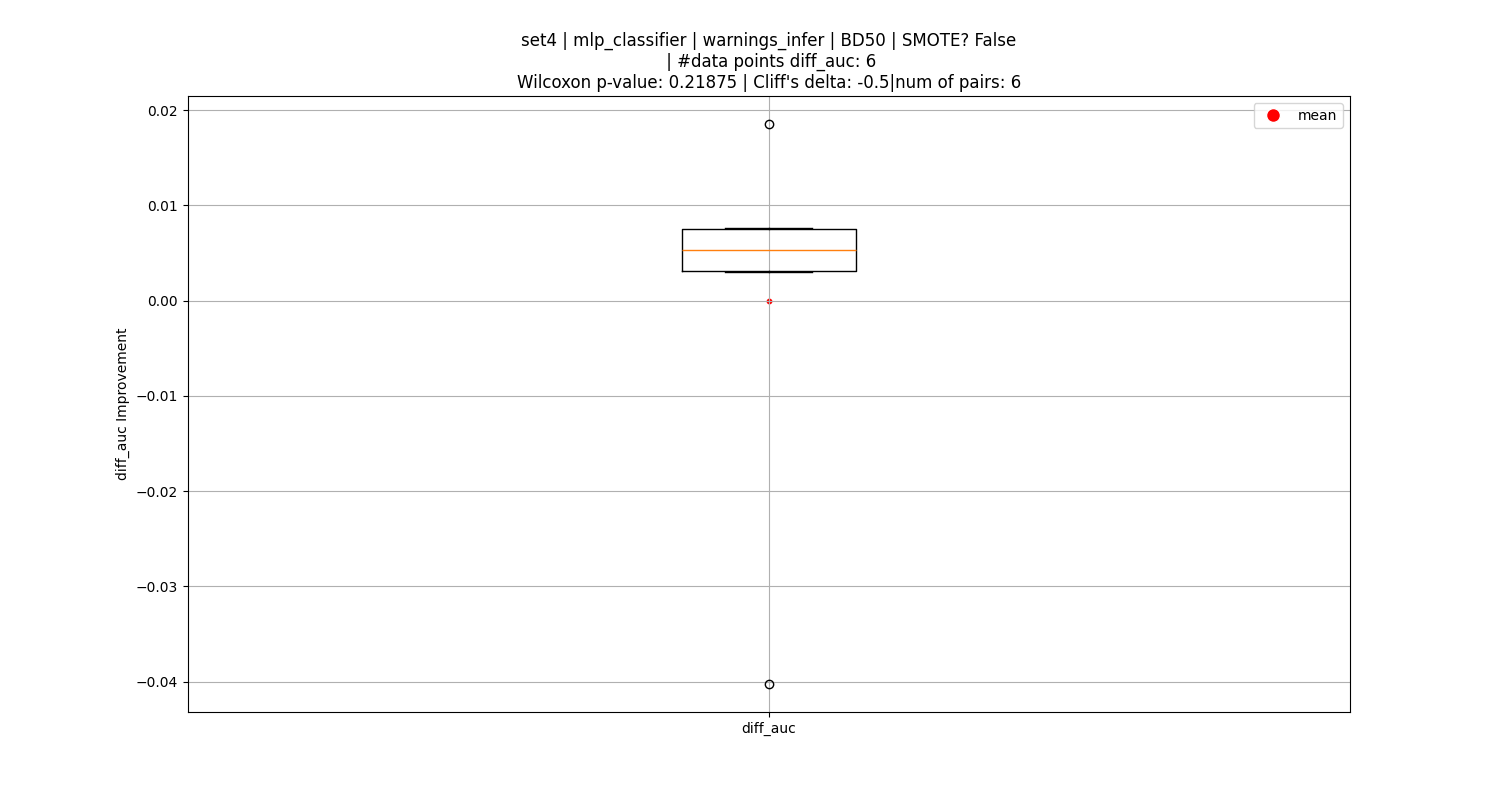 set4 | mlp_classifier | warnings_infer | BD50 | SMOTE? False
| #data points diff_auc: 6
Wilcoxon p-value: 0.21875 | Cliff's delta: -0.5|num of pairs: 6
mean
0.02
0.01
0.00
−0.01
−0.02
−0.03
−0.04
diff_auc Improvement
diff_auc